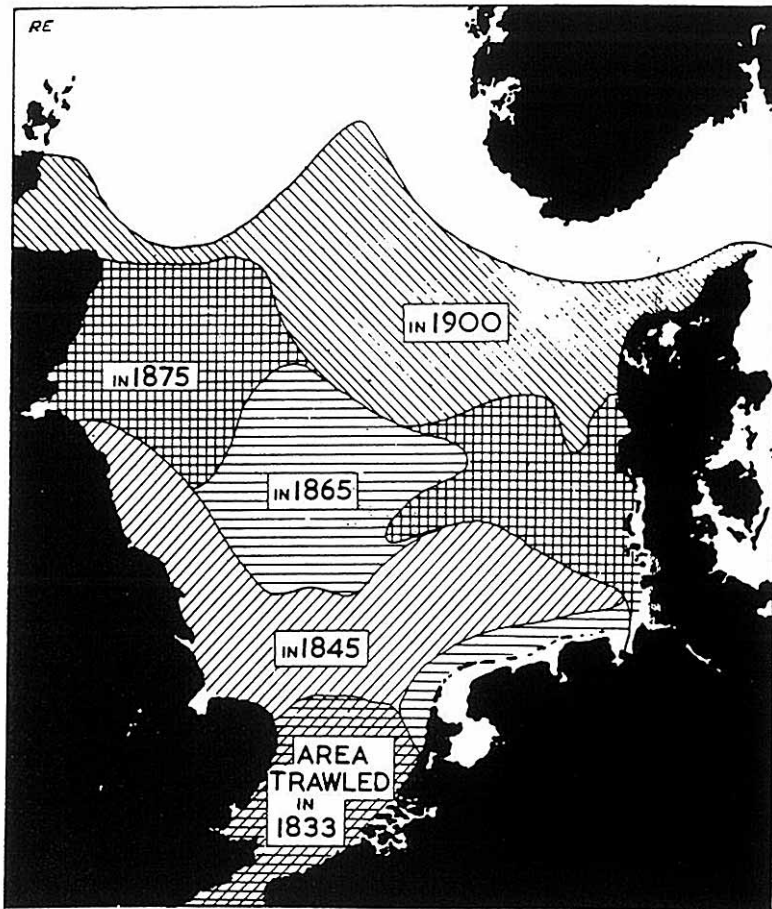 RE
IN 1900
IN 1875
IN 1865
IN 1845
AREA
TRAWLED
IN
1833